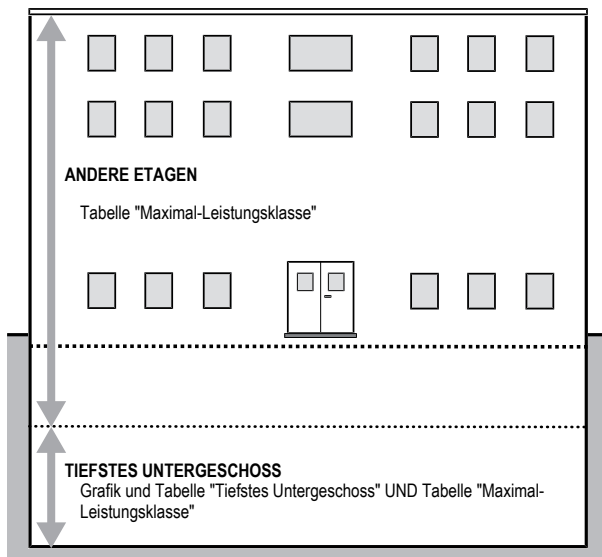 ANDERE ETAGEN
Tabelle "Maximal-Leistungsklasse"
TIEFSTES UNTERGESCHOSS
Grafik und Tabelle "Tiefstes Untergeschoss" UND Tabelle "Maximal-
Leistungsklasse"